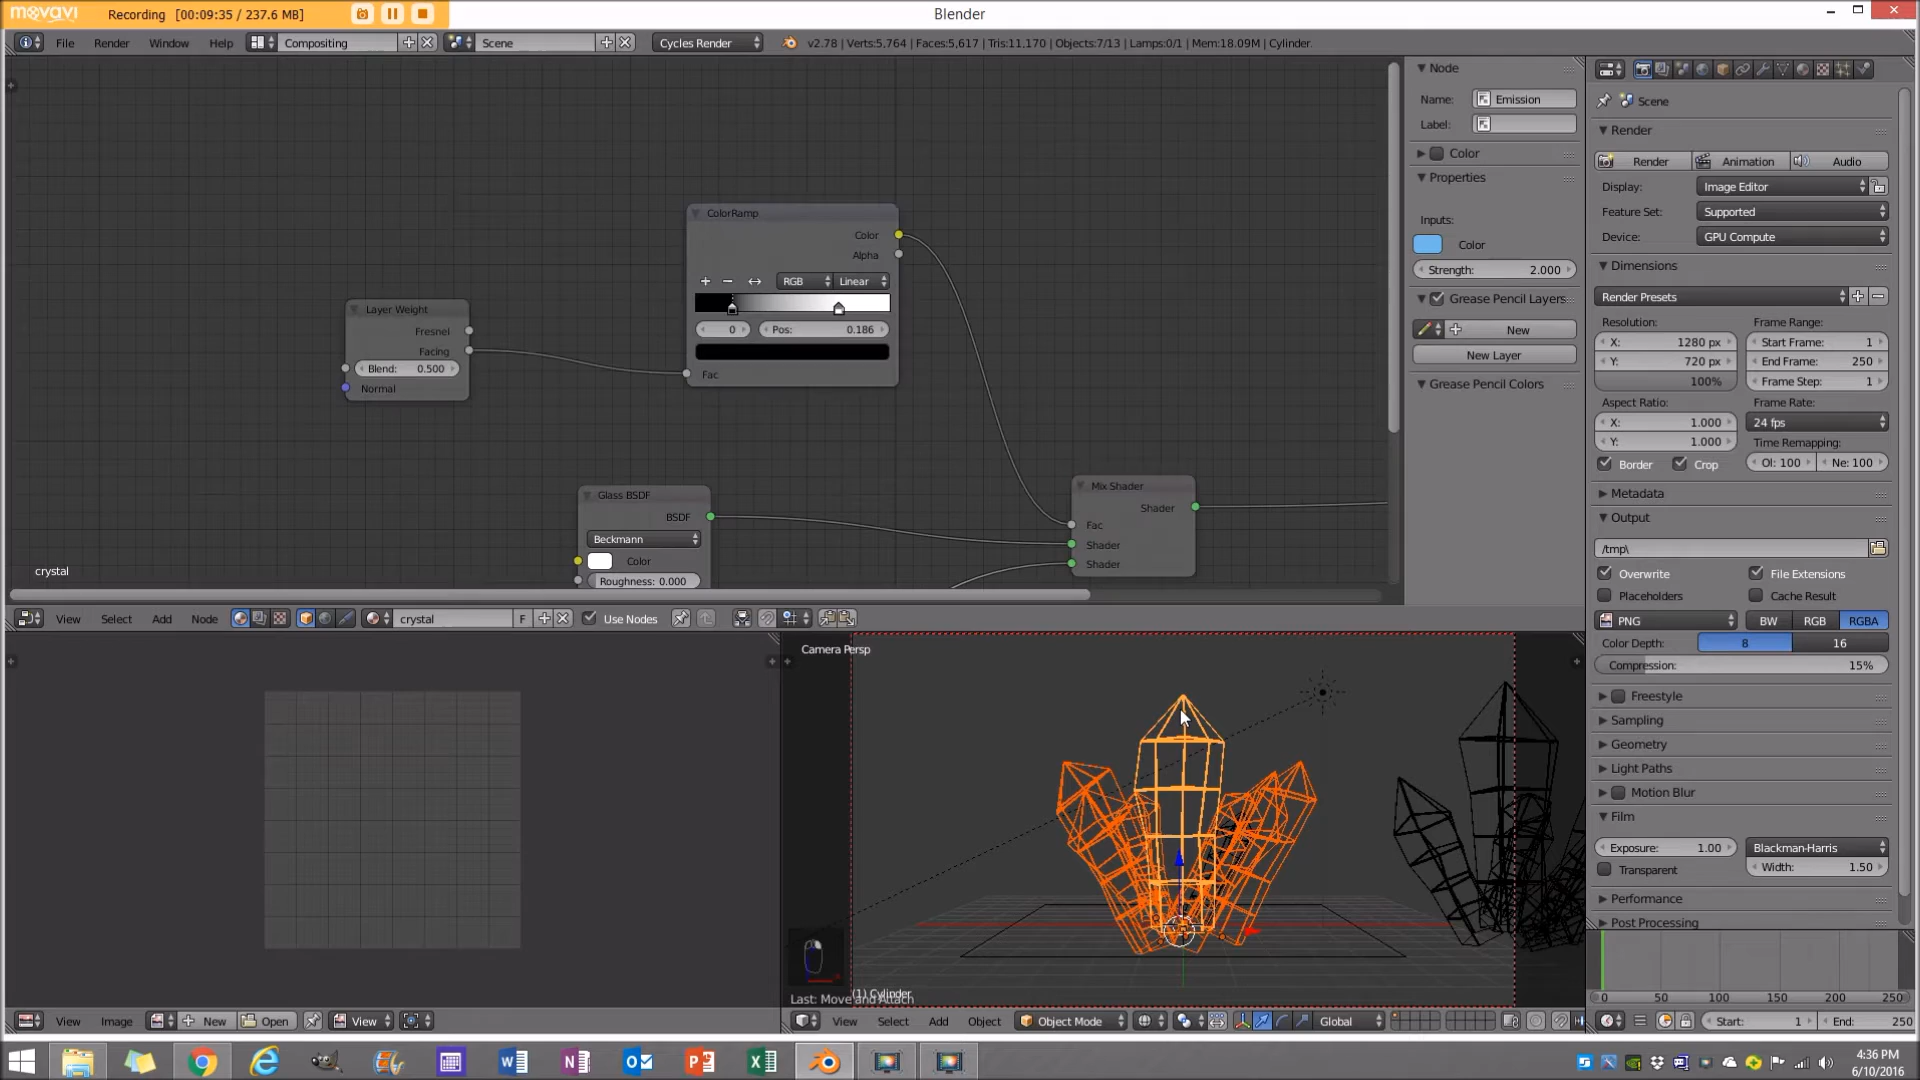 movavi
Recording [00:09:35 / 237.6 MB]
Blender
File Render Window Help Compositing Scene Cycles Render v2.78 | Verts:5,764 | Faces:5,617 | Tris:11,170 | Objects:7/13 | Lamps:0/1 | Mem:18.09M | Cylinder.
ColorRamp
Color
Alpha
RGB Linear
0 Pos: 0.186
Fac
Layer Weight
Fresnel
Facing
Blend: 0.500
Normal
Glass BSDF
BSDF
Beckmann
Color
Roughness: 0.000
Mix Shader
Shader
Fac
Shader
Shader
crystal
Node
Name: Emission
Label:
Color
Properties
Inputs:
Color
Strength: 2.000
Grease Pencil Layers
New
New Layer
Grease Pencil Colors
Scene
Render
Render Animation Audio
Display: Image Editor
Feature Set: Supported
Device: GPU Compute
Dimensions
Render Presets
Resolution: Frame Range:
X: 1280 px Start Frame: 1
Y: 720 px End Frame: 250
100% Frame Step: 1
Aspect Ratio: Frame Rate:
X: 1.000 24 fps
Y: 1.000 Time Remapping:
Border Crop Ol: 100 Ne: 100
Metadata
Output
/tmp\
Overwrite File Extensions
Placeholders Cache Result
PNG BW RGB RGBA
Color Depth: 8 16
Compression: 15%
Freestyle
Sampling
Geometry
Light Paths
Motion Blur
Film
Exposure: 1.00 Blackman-Harris
Transparent Width: 1.50
Performance
Post Processing
View Select Add Node crystal F Use Nodes
Camera Persp
(1) Cylinder
Last: Move and Attach
0 50 100 150 200 250
View Image New Open View
View Select Add Object Object Mode Global
Start: 1 End: 250
4:36 PM
6/10/2016